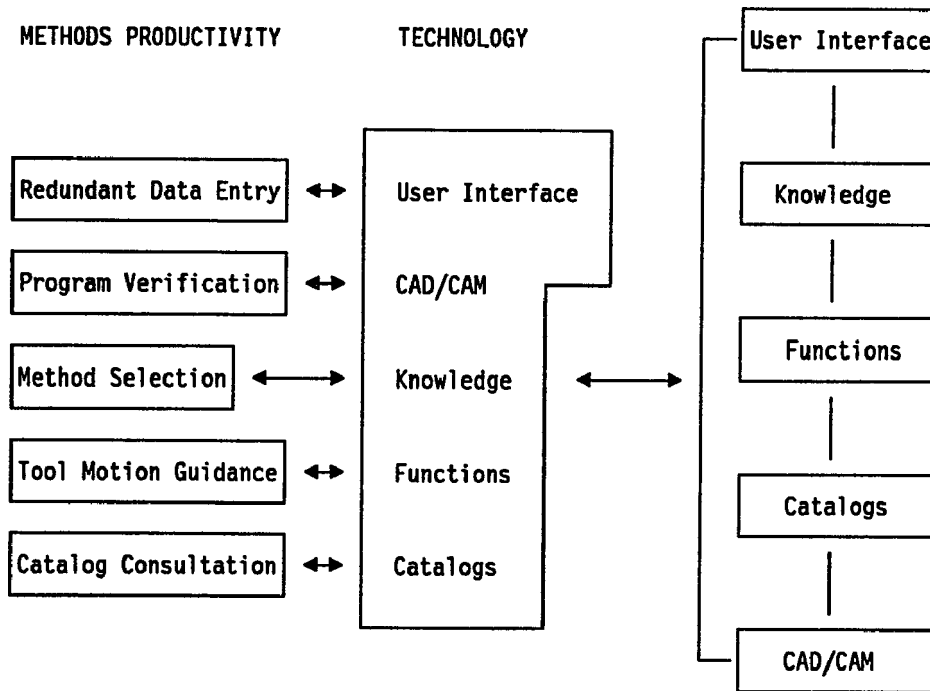 METHODS PRODUCTIVITY
TECHNOLOGY
Redundant Data Entry
Program Verification
Method Selection
Tool Motion Guidance
Catalog Consultation
User Interface
CAD/CAM
Knowledge
Functions
Catalogs
User Interface
Knowledge
Functions
Catalogs
CAD/CAM